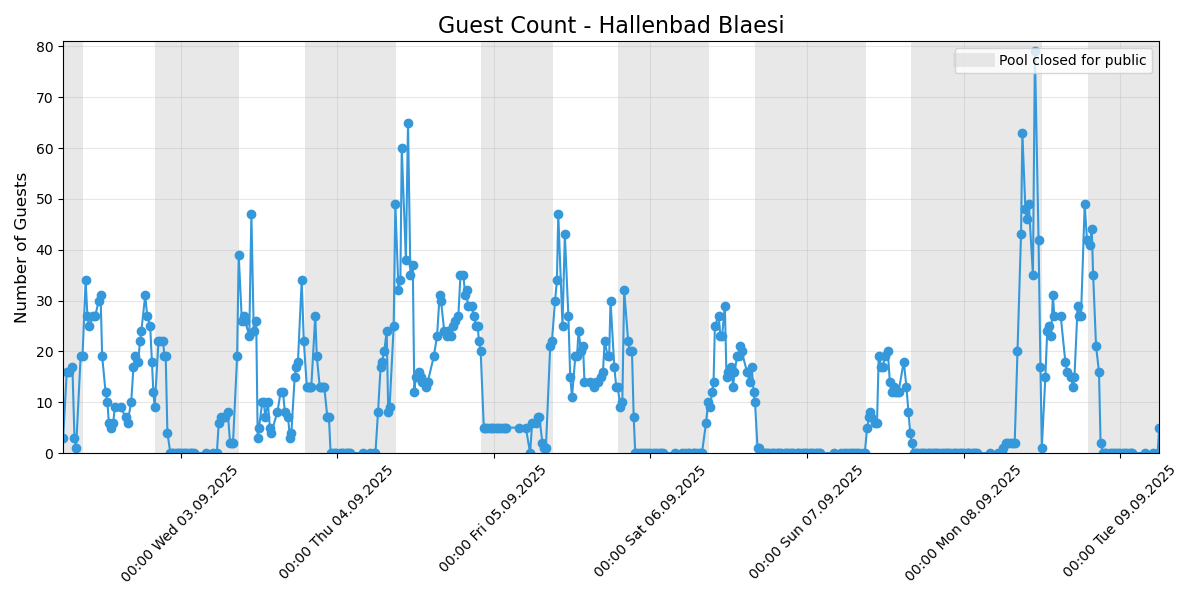 Guest Count - Hallenbad Blaesi
Pool closed for public
Number of Guests
80
70
60
50
40
30
20
10
0
00:00 Wed 03.09.2025
00:00 Thu 04.09.2025
00:00 Fri 05.09.2025
00:00 Sat 06.09.2025
00:00 Sun 07.09.2025
00:00 Mon 08.09.2025
00:00 Tue 09.09.2025